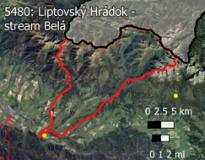 5480: Liptovský Hrádok -
stream Belá
0 2.5 5 km
0 1 2 mi